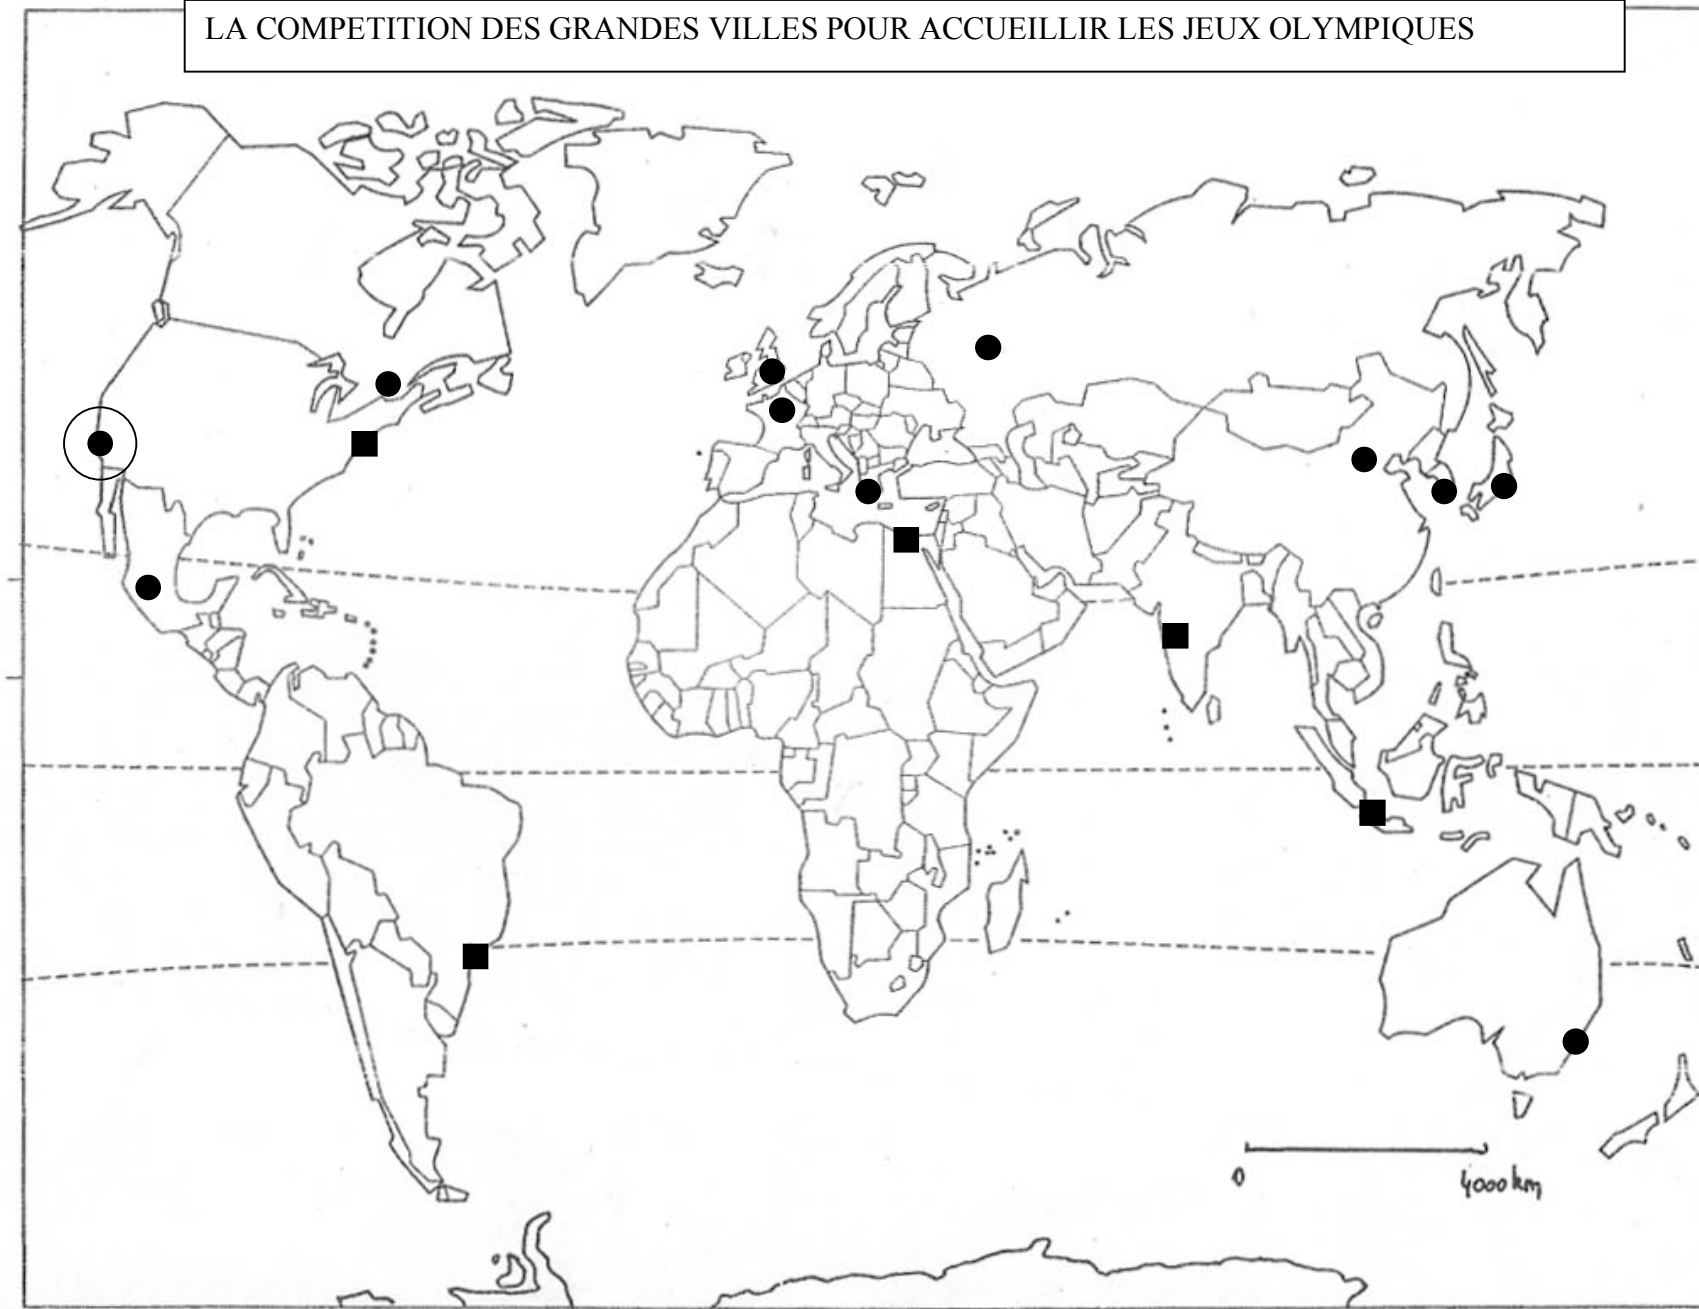 LA COMPETITION DES GRANDES VILLES POUR ACCUEILLIR LES JEUX OLYMPIQUES
0 4000 km